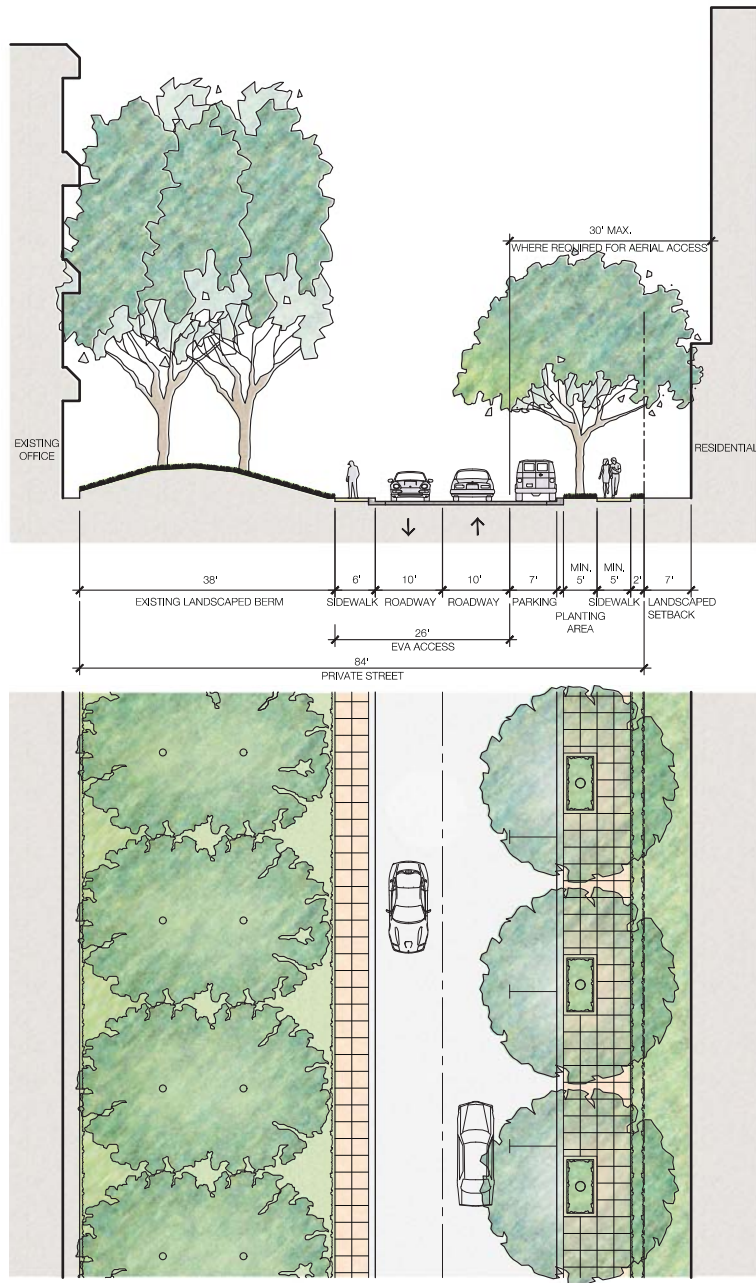 30' MAX.
WHERE REQUIRED FOR AERIAL ACCESS
EXISTING
OFFICE
RESIDENTIAL
38'
6'
10'
10'
7'
MIN.
5'
MIN.
5'
2'
7'
EXISTING LANDSCAPED BERM
SIDEWALK
ROADWAY
ROADWAY
PARKING
PLANTING
AREA
SIDEWALK
LANDSCAPED
SETBACK
26'
EVA ACCESS
84'
PRIVATE STREET